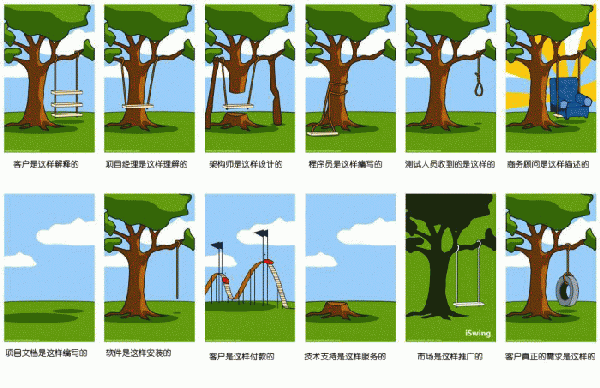 客户是这样解释的
项目经理是这样理解的
架构师是这样设计的
程序员是这样编写的
测试人员收到的是这样的
商务顾问是这样描述的
iSwing
项目文档是这样编写的
软件是这样安装的
客户是这样付款的
技术支持是这样服务的
市场是这样推广的
客户真正的需求是这样的